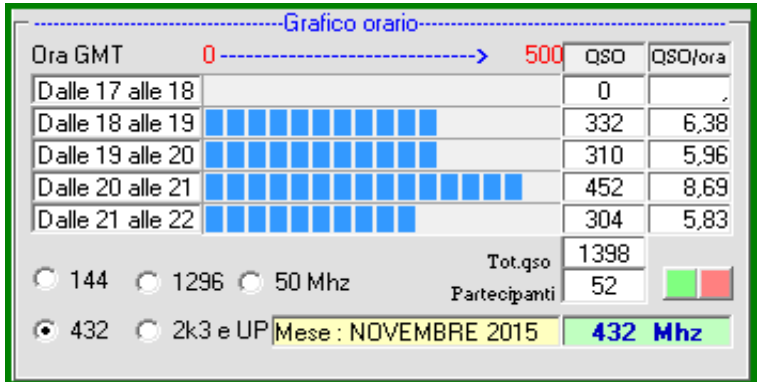 Grafico orario
Ora GMT 0 ----------------------------> 500 QSO QSO/ora
Dalle 17 alle 18 0 ,
Dalle 18 alle 19 332 6,38
Dalle 19 alle 20 310 5,96
Dalle 20 alle 21 452 8,69
Dalle 21 alle 22 304 5,83
Tot.qso 1398
144 1296 50 Mhz Partecipanti 52
432 2k3 e UP Mese : NOVEMBRE 2015 432 Mhz